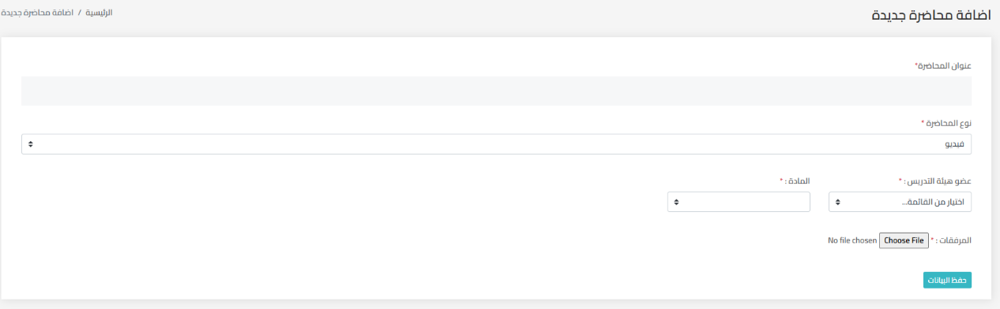 اضافة محاضرة جديدة
الرئيسية / اضافة محاضرة جديدة
عنوان المحاضرة*
نوع المحاضرة *
فيديو
عضو هيئة التدريس : *
المادة : *
اختيار من القائمة...
المرفقات : * Choose File No file chosen
حفظ البيانات